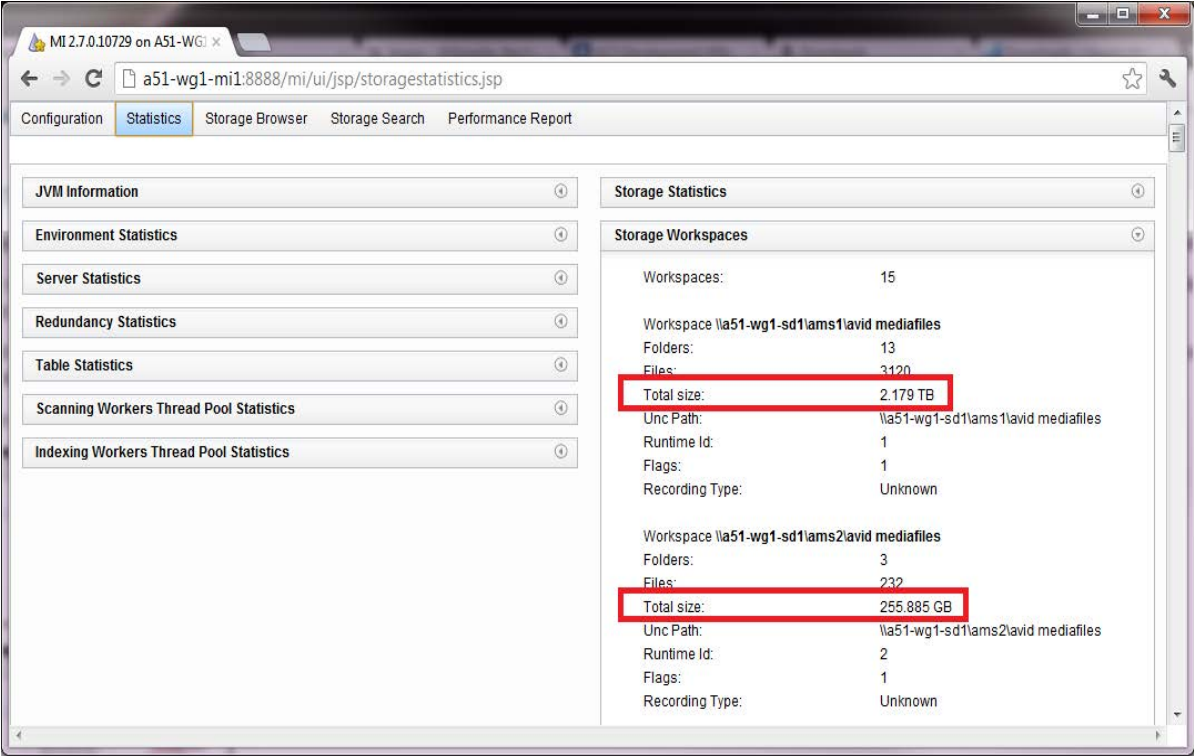 MI 2.7.0.10729 on A51-WG1
a51-wg1-mi1:8888/mi/ui/jsp/storagestatistics.jsp
Configuration Statistics Storage Browser Storage Search Performance Report
JVM Information
Environment Statistics
Server Statistics
Redundancy Statistics
Table Statistics
Scanning Workers Thread Pool Statistics
Indexing Workers Thread Pool Statistics
Storage Statistics
Storage Workspaces
Workspaces: 15
Workspace \\a51-wg1-sd1\ams1\avid mediafiles
Folders: 13
Files: 3120
Total size: 2.179 TB
Unc Path: \\a51-wg1-sd1\ams1\avid mediafiles
Runtime Id: 1
Flags: 1
Recording Type: Unknown
Workspace \\a51-wg1-sd1\ams2\avid mediafiles
Folders: 3
Files: 232
Total size: 255.885 GB
Unc Path: \\a51-wg1-sd1\ams2\avid mediafiles
Runtime Id: 2
Flags: 1
Recording Type: Unknown